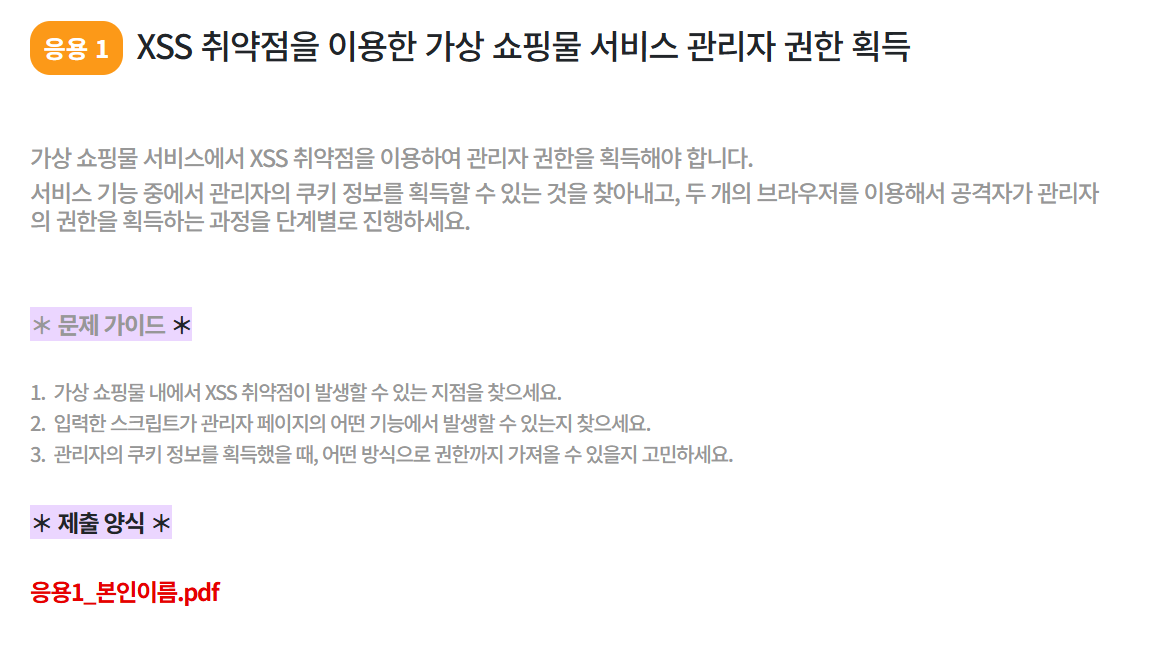 응용 1 XSS 취약점을 이용한 가상 쇼핑몰 서비스 관리자 권한 획득
가상 쇼핑몰 서비스에서 XSS 취약점을 이용하여 관리자 권한을 획득해야 합니다.
서비스 기능 중에서 관리자의 쿠키 정보를 획득할 수 있는 것을 찾아내고, 두 개의 브라우저를 이용해서 공격자가 관리자
의 권한을 획득하는 과정을 단계별로 진행하세요.
＊ 문제 가이드 ＊
1. 가상 쇼핑몰 내에서 XSS 취약점이 발생할 수 있는 지점을 찾으세요.
2. 입력한 스크립트가 관리자 페이지의 어떤 기능에서 발생할 수 있는지 찾으세요.
3. 관리자의 쿠키 정보를 획득했을 때, 어떤 방식으로 권한까지 가져올 수 있을지 고민하세요.
＊ 제출 양식 ＊
응용1_본인이름.pdf